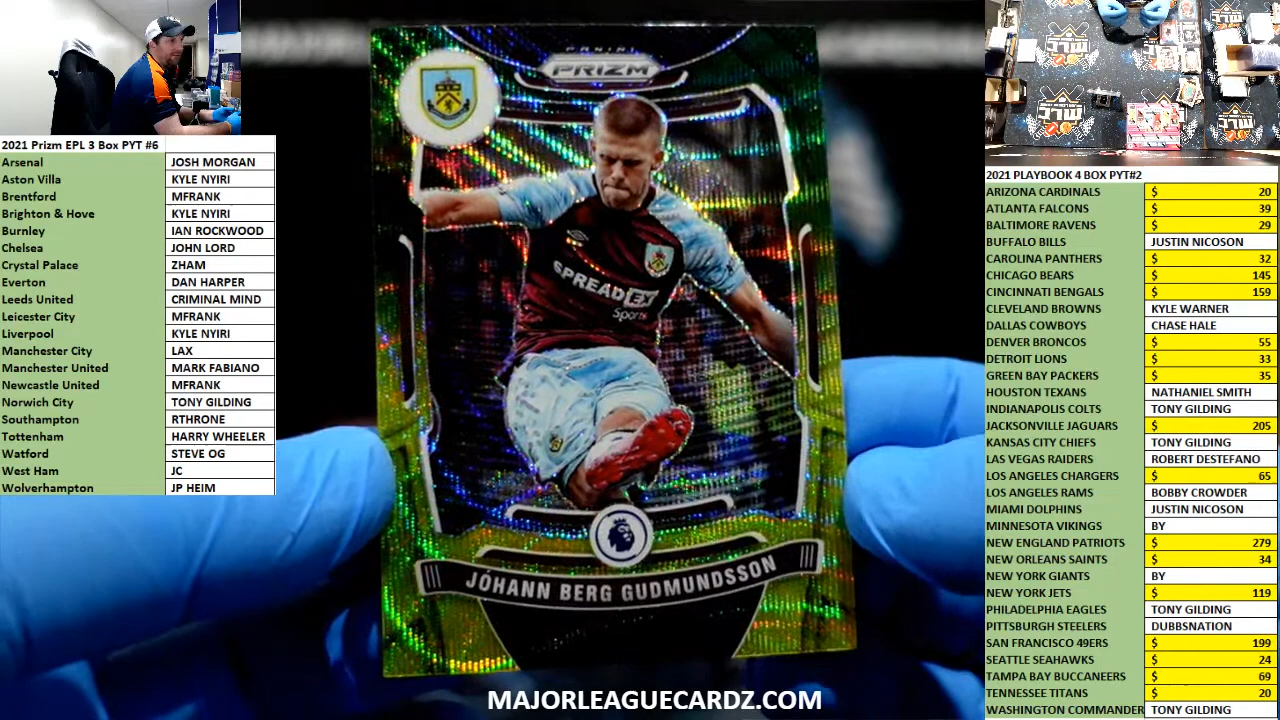 2021 Prizm EPL 3 Box PYT #6
Arsenal JOSH MORGAN
Aston Villa KYLE NYIRI
Brentford MFRANK
Brighton & Hove KYLE NYIRI
Burnley IAN ROCKWOOD
Chelsea JOHN LORD
Crystal Palace ZHAM
Everton DAN HARPER
Leeds United CRIMINAL MIND
Leicester City MFRANK
Liverpool KYLE NYIRI
Manchester City LAX
Manchester United MARK FABIANO
Newcastle United MFRANK
Norwich City TONY GILDING
Southampton RTHRONE
Tottenham HARRY WHEELER
Watford STEVE OG
West Ham JC
Wolverhampton JP HEIM
PANINI
PRIZM
SPREADEX
Sports
JÓHANN BERG GUDMUNDSSON
MAJORLEAGUECARDZ.COM
2021 PLAYBOOK 4 BOX PYT#2
ARIZONA CARDINALS $ 20
ATLANTA FALCONS $ 39
BALTIMORE RAVENS $ 29
BUFFALO BILLS JUSTIN NICOSON
CAROLINA PANTHERS $ 32
CHICAGO BEARS $ 145
CINCINNATI BENGALS $ 159
CLEVELAND BROWNS KYLE WARNER
DALLAS COWBOYS CHASE HALE
DENVER BRONCOS $ 55
DETROIT LIONS $ 33
GREEN BAY PACKERS $ 35
HOUSTON TEXANS NATHANIEL SMITH
INDIANAPOLIS COLTS TONY GILDING
JACKSONVILLE JAGUARS $ 205
KANSAS CITY CHIEFS TONY GILDING
LAS VEGAS RAIDERS ROBERT DESTEFANO
LOS ANGELES CHARGERS $ 65
LOS ANGELES RAMS BOBBY CROWDER
MIAMI DOLPHINS JUSTIN NICOSON
MINNESOTA VIKINGS BY
NEW ENGLAND PATRIOTS $ 279
NEW ORLEANS SAINTS $ 34
NEW YORK GIANTS BY
NEW YORK JETS $ 119
PHILADELPHIA EAGLES TONY GILDING
PITTSBURGH STEELERS DUBBSNATION
SAN FRANCISCO 49ERS $ 199
SEATTLE SEAHAWKS $ 24
TAMPA BAY BUCCANEERS $ 69
TENNESSEE TITANS $ 20
WASHINGTON COMMANDER TONY GILDING